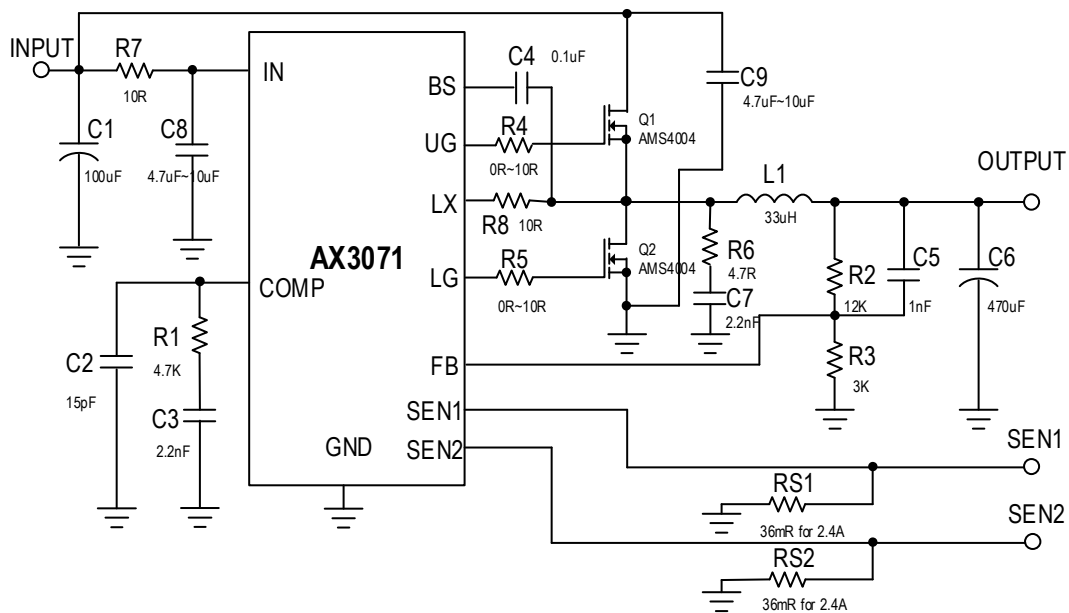 INPUT
R7
10R
C1
100uF
C8
4.7uF~10uF
IN
BS
UG
LX
LG
AX3071
COMP
FB
SEN1
SEN2
GND
C4
0.1uF
R4
0R~10R
R8
10R
R5
0R~10R
Q1
AMS4004
Q2
AMS4004
C9
4.7uF~10uF
L1
33uH
OUTPUT
R6
4.7R
C7
2.2nF
R2
12K
C5
1nF
C6
470uF
R3
3K
C2
15pF
R1
4.7K
C3
2.2nF
SEN1
RS1
36mR for 2.4A
SEN2
RS2
36mR for 2.4A